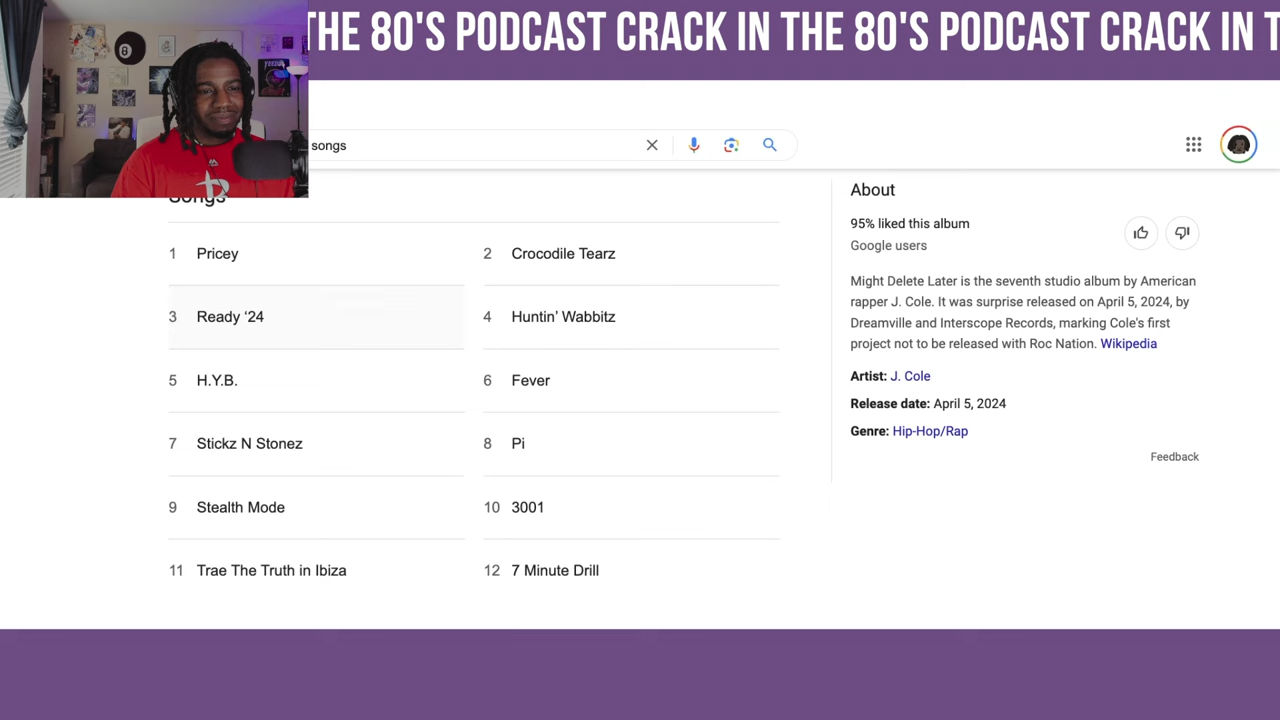 THE 80'S PODCAST CRACK IN THE 80'S PODCAST CRACK IN T
songs
Songs
1 Pricey
2 Crocodile Tearz
3 Ready ‘24
4 Huntin’ Wabbitz
5 H.Y.B.
6 Fever
7 Stickz N Stonez
8 Pi
9 Stealth Mode
10 3001
11 Trae The Truth in Ibiza
12 7 Minute Drill
About
95% liked this album
Google users
Might Delete Later is the seventh studio album by American
rapper J. Cole. It was surprise released on April 5, 2024, by
Dreamville and Interscope Records, marking Cole's first
project not to be released with Roc Nation. Wikipedia
Artist: J. Cole
Release date: April 5, 2024
Genre: Hip-Hop/Rap
Feedback